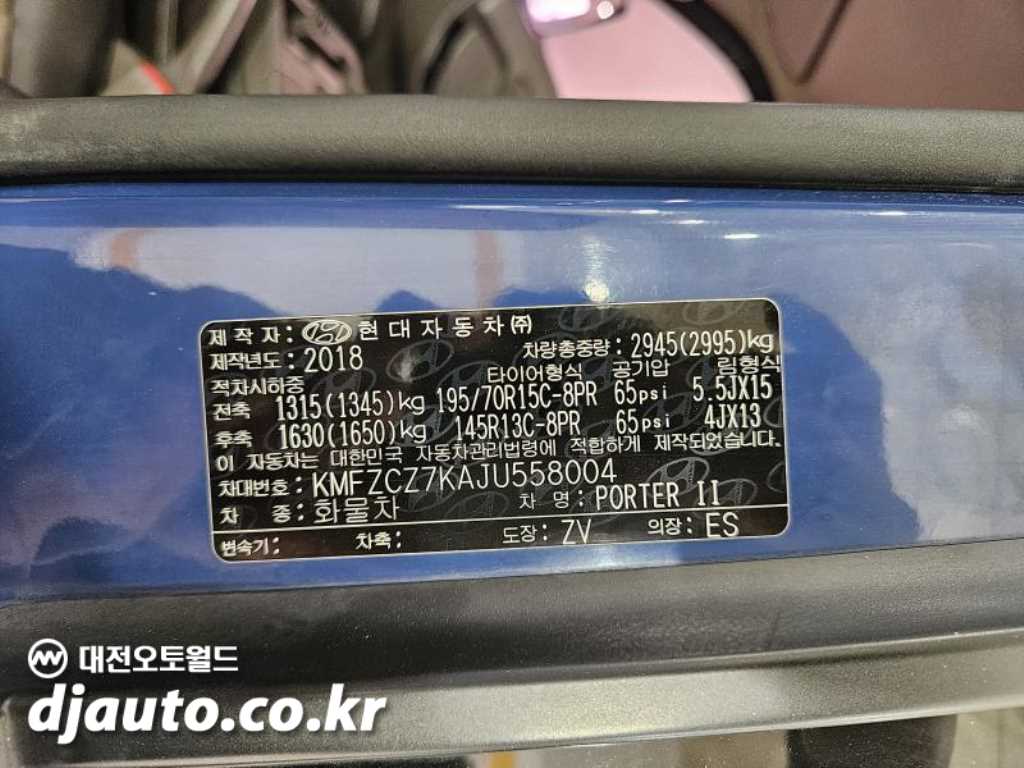 제 작 자 : 현 대 자 동 차 ㈜
제작년도 : 2018 차량총중량 : 2945(2995)kg
적차시하중 타이어형식 공기압 림형식
전축 1315(1345)kg 195/70R15C-8PR 65psi 5.5JX15
후축 1630(1650)kg 145R13C-8PR 65psi 4JX13
이 자동차는 대한민국 자동차관리법령에 적합하게 제작되었습니다.
차대번호 : KMFZCZ7KAJU558004
차 종 : 화물차 차 명 : PORTER II
변속기 : 차축 : 도장 : ZV 의장 : ES
대전오토월드
djauto.co.kr